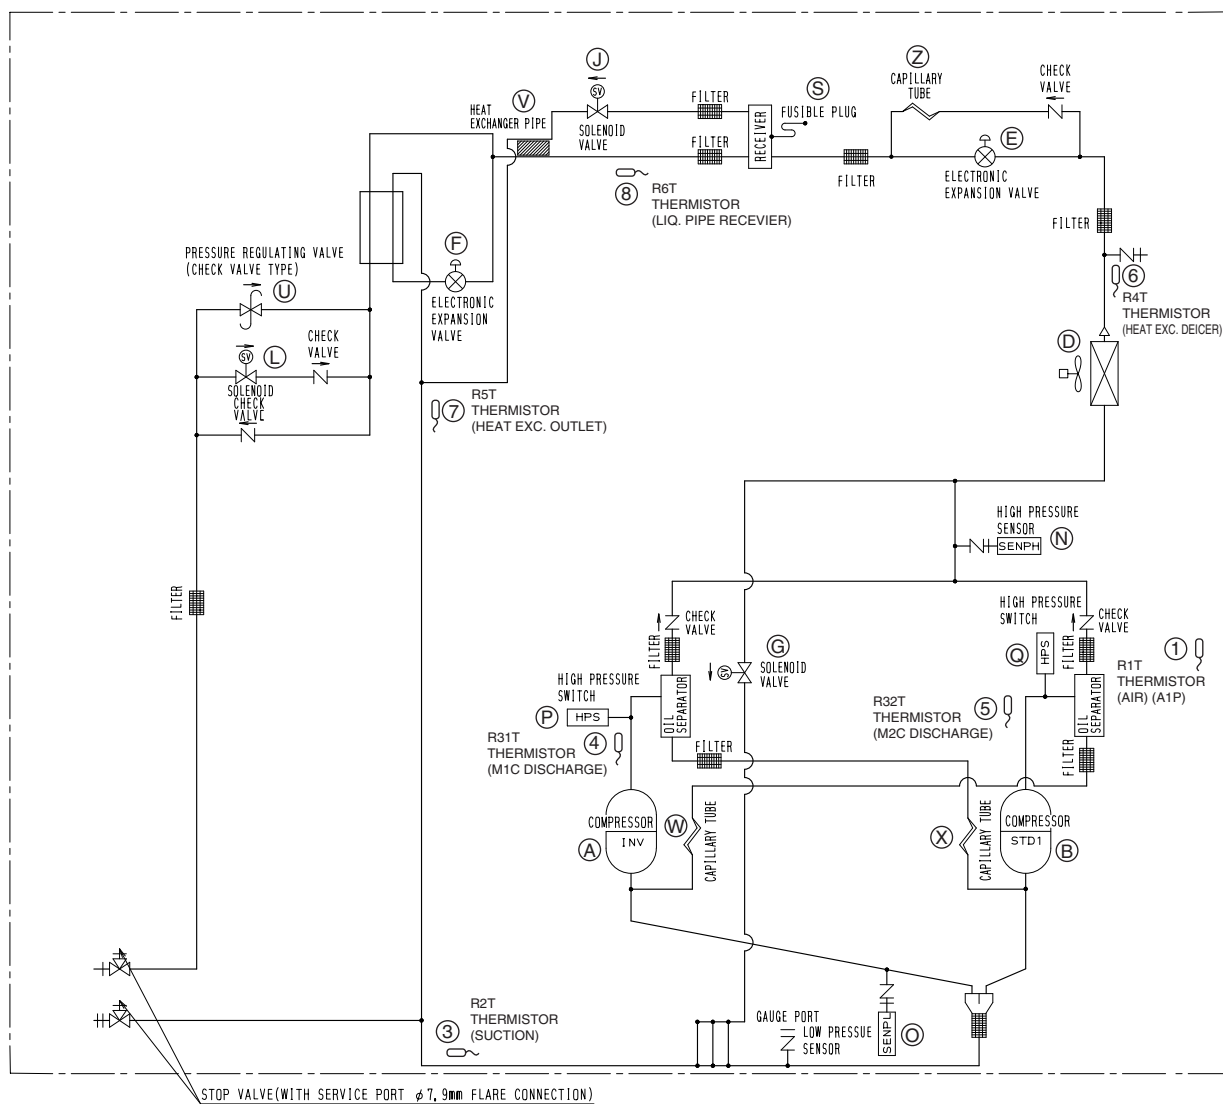 J
Z
CAPILLARY
TUBE
CHECK
VALVE
HEAT
EXCHANGER PIPE
V
SV
SOLENOID
VALVE
FILTER
S
FUSIBLE PLUG
RECEIVER
FILTER
FILTER
E
ELECTRONIC
EXPANSION VALVE
8
R6T
THERMISTOR
(LIQ. PIPE RECEVIER)
FILTER
PRESSURE REGULATING VALVE
(CHECK VALVE TYPE)
U
F
ELECTRONIC
EXPANSION
VALVE
6
R4T
THERMISTOR
(HEAT EXC. DEICER)
D
SV
L
CHECK
VALVE
SOLENOID
CHECK
VALVE
7
R5T
THERMISTOR
(HEAT EXC. OUTLET)
HIGH PRESSURE
SENSOR
SENPH
N
FILTER
CHECK
VALVE
FILTER
HIGH PRESSURE
SWITCH
Q
HPS
FILTER
CHECK
VALVE
1
R1T
THERMISTOR
(AIR) (A1P)
G
SV
SOLENOID
VALVE
HIGH PRESSURE
SWITCH
P
HPS
OIL
SEPARATOR
R31T
THERMISTOR
(M1C DISCHARGE)
4
FILTER
R32T
THERMISTOR
(M2C DISCHARGE)
5
OIL
SEPARATOR
FILTER
COMPRESSOR
INV
A
W
CAPILLARY TUBE
X
CAPILLARY TUBE
COMPRESSOR
STD1
B
3
R2T
THERMISTOR
(SUCTION)
GAUGE PORT
LOW PRESSUE
SENSOR
SENPL
O
STOP VALVE(WITH SERVICE PORT φ7,9mm FLARE CONNECTION)